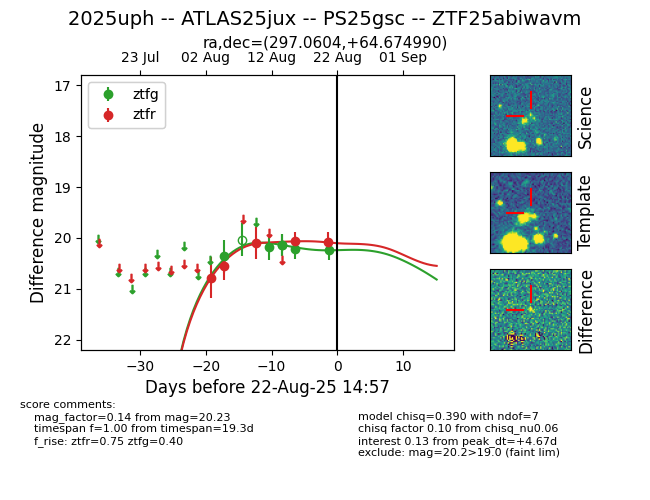 2025uph -- ATLAS25jux -- PS25gsc -- ZTF25abiwavm
ra,dec=(297.0604,+64.674990)
23 Jul 02 Aug 12 Aug 22 Aug 01 Sep
17
18
19
20
21
22
Difference magnitude
ztfg
ztfr
−30 −20 −10 0 10
Days before 22-Aug-25 14:57
Science
Template
Difference
score comments:
mag_factor=0.14 from mag=20.23
timespan f=1.00 from timespan=19.3d
f_rise: ztfr=0.75 ztfg=0.40
model chisq=0.390 with ndof=7
chisq factor 0.10 from chisq_nu0.06
interest 0.13 from peak_dt=+4.67d
exclude: mag=20.2>19.0 (faint lim)